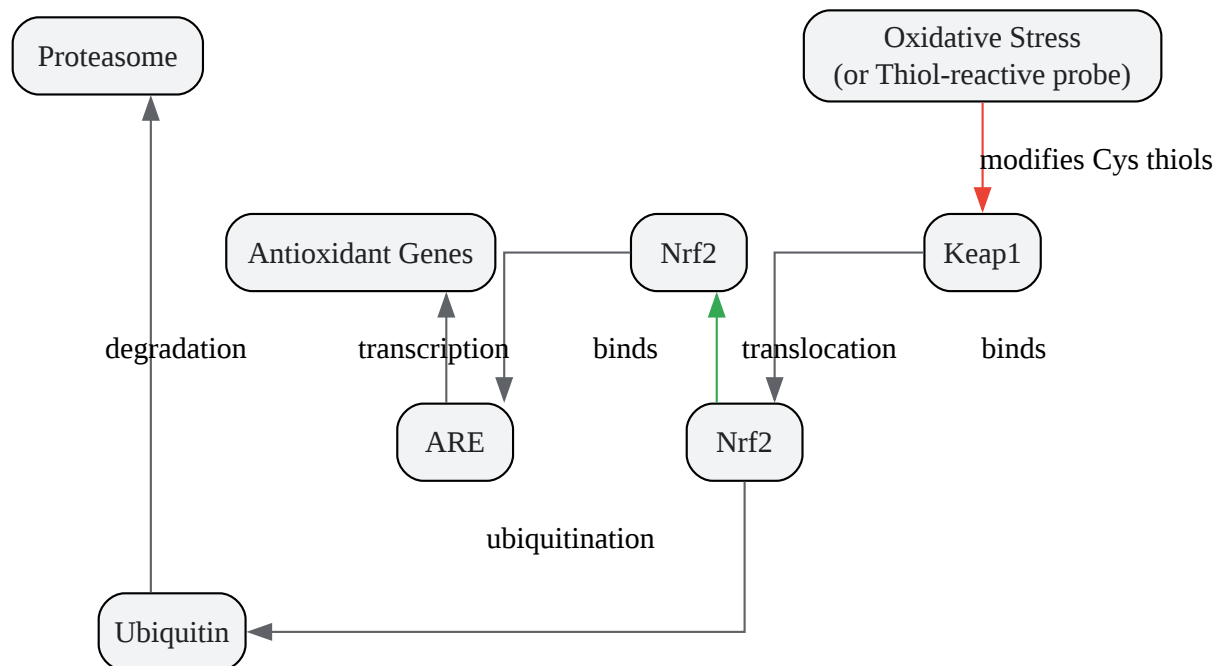 Proteasome
Oxidative Stress
(or Thiol-reactive probe)
modifies Cys thiols
Antioxidant Genes
Nrf2
Keap1
degradation
transcription
binds
translocation
binds
ARE
Nrf2
ubiquitination
Ubiquitin